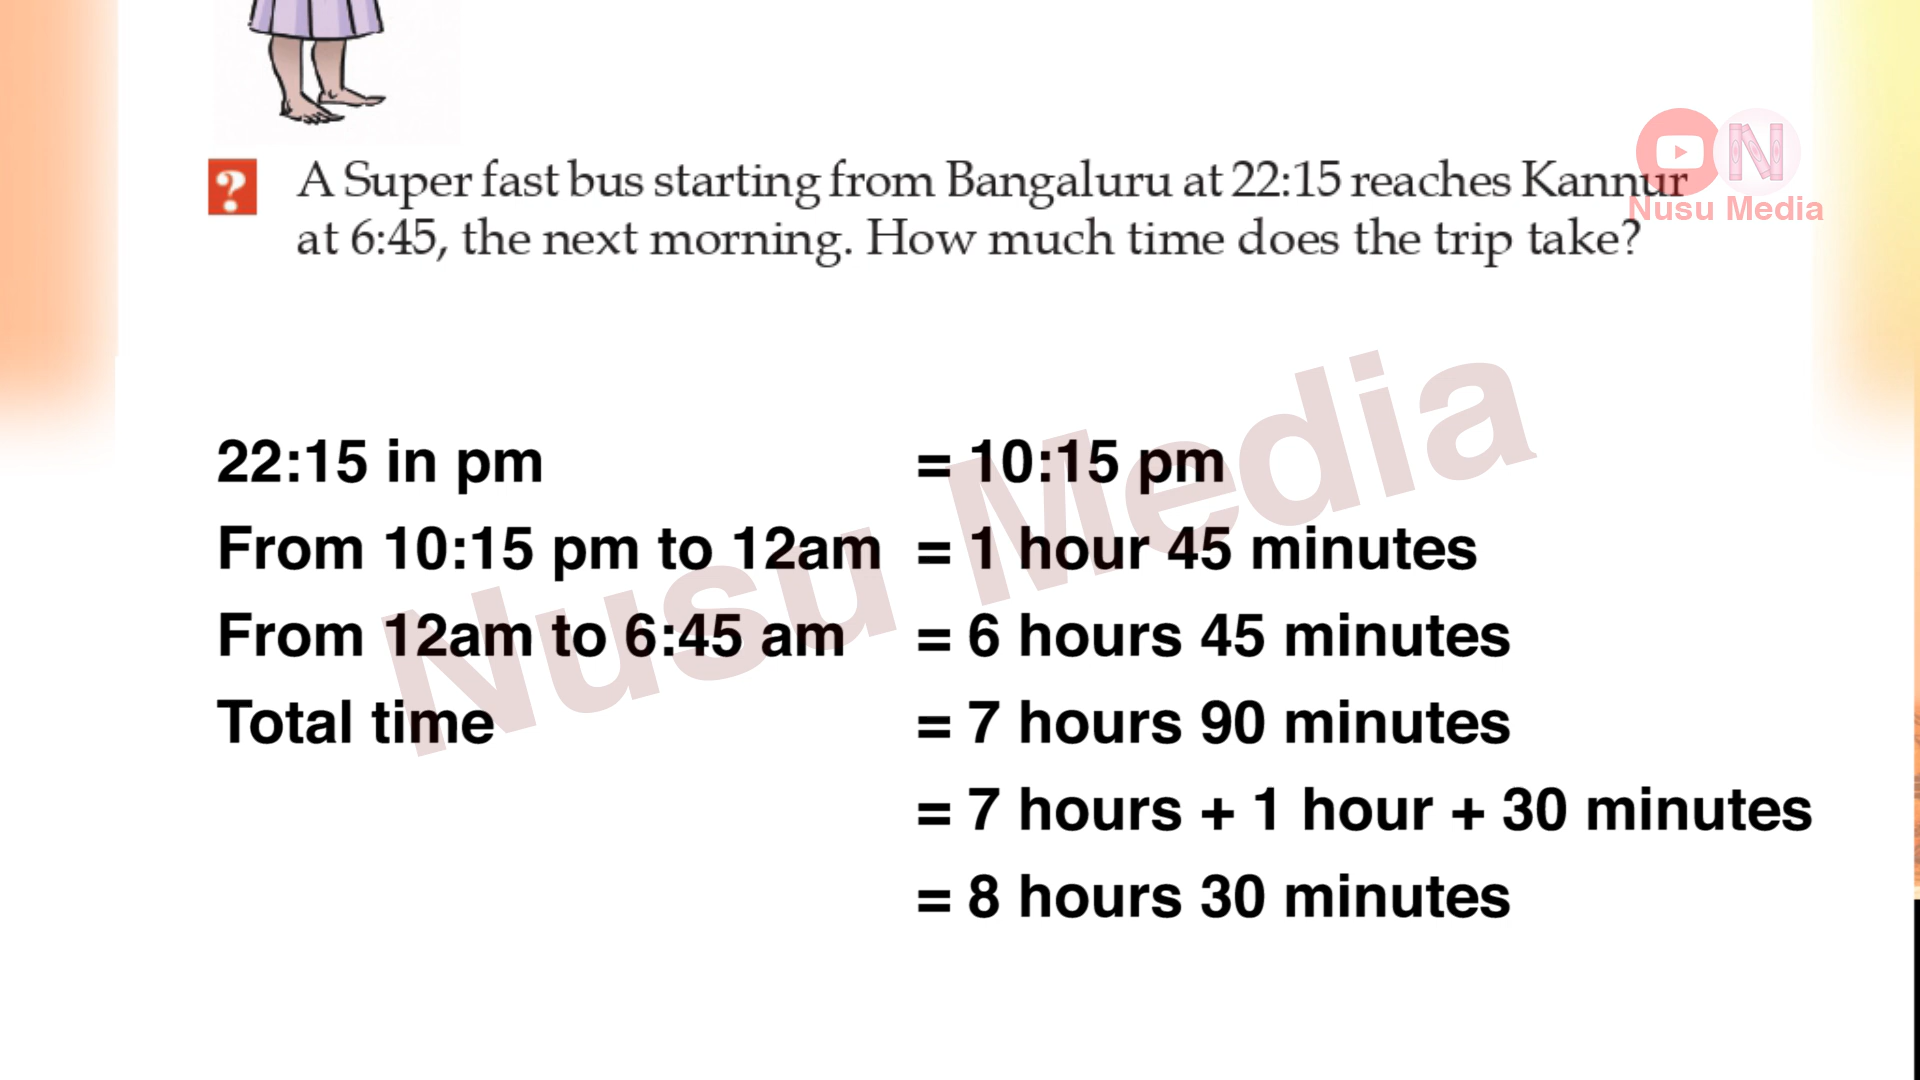 ? A Super fast bus starting from Bangaluru at 22:15 reaches Kannur
at 6:45, the next morning. How much time does the trip take?
N
Nusu Media
22:15 in pm = 10:15 pm
From 10:15 pm to 12am = 1 hour 45 minutes
From 12am to 6:45 am = 6 hours 45 minutes
Total time = 7 hours 90 minutes
= 7 hours + 1 hour + 30 minutes
= 8 hours 30 minutes
Nusu Media